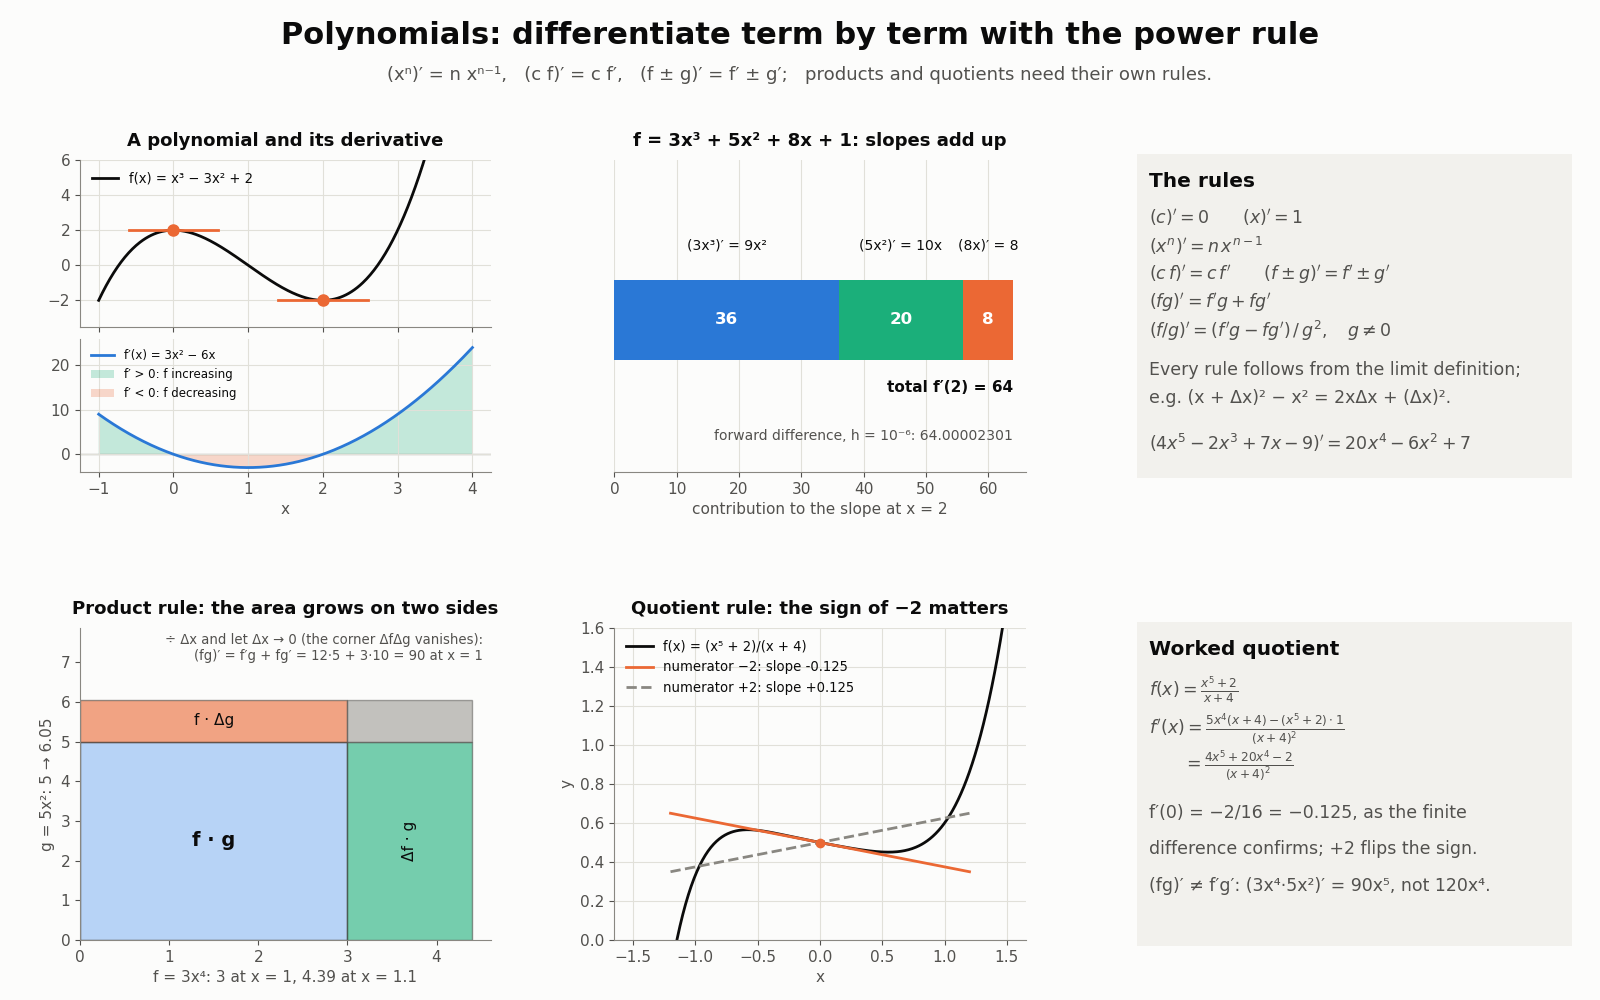 Polynomials: differentiate term by term with the power rule
(xⁿ)′ = n xⁿ⁻¹,   (c f)′ = c f′,   (f ± g)′ = f′ ± g′;   products and quotients need their own rules.
A polynomial and its derivative
f(x) = x³ − 3x² + 2
6
4
2
0
−2
f′(x) = 3x² − 6x
f′ > 0: f increasing
f′ < 0: f decreasing
20
10
0
−1 0 1 2 3 4
x
f = 3x³ + 5x² + 8x + 1: slopes add up
(3x³)′ = 9x² (5x²)′ = 10x (8x)′ = 8
36 20 8
total f′(2) = 64
forward difference, h = 10⁻⁶: 64.00002301
0 10 20 30 40 50 60
contribution to the slope at x = 2
The rules
(c)′ = 0   (x)′ = 1
(xⁿ)′ = n xⁿ⁻¹
(c f)′ = c f′   (f ± g)′ = f′ ± g′
(fg)′ = f′g + fg′
(f/g)′ = (f′g − fg′) / g²,   g ≠ 0
Every rule follows from the limit definition;
e.g. (x + Δx)² − x² = 2xΔx + (Δx)².
(4x⁵ − 2x³ + 7x − 9)′ = 20x⁴ − 6x² + 7
Product rule: the area grows on two sides
÷ Δx and let Δx → 0 (the corner ΔfΔg vanishes):
(fg)′ = f′g + fg′ = 12·5 + 3·10 = 90 at x = 1
f · Δg
f · g
Δf · g
g = 5x²: 5 → 6.05
7
6
5
4
3
2
1
0
0 1 2 3 4
f = 3x⁴: 3 at x = 1, 4.39 at x = 1.1
Quotient rule: the sign of −2 matters
f(x) = (x⁵ + 2)/(x + 4)
numerator −2: slope -0.125
numerator +2: slope +0.125
y
1.6
1.4
1.2
1.0
0.8
0.6
0.4
0.2
0.0
−1.5 −1.0 −0.5 0.0 0.5 1.0 1.5
x
Worked quotient
f(x) = (x⁵+2)/(x+4)
f′(x) = (5x⁴(x+4)−(x⁵+2)·1)/(x+4)²
= (4x⁵+20x⁴−2)/(x+4)²
f′(0) = −2/16 = −0.125, as the finite
difference confirms; +2 flips the sign.
(fg)′ ≠ f′g′: (3x⁴·5x²)′ = 90x⁵, not 120x⁴.